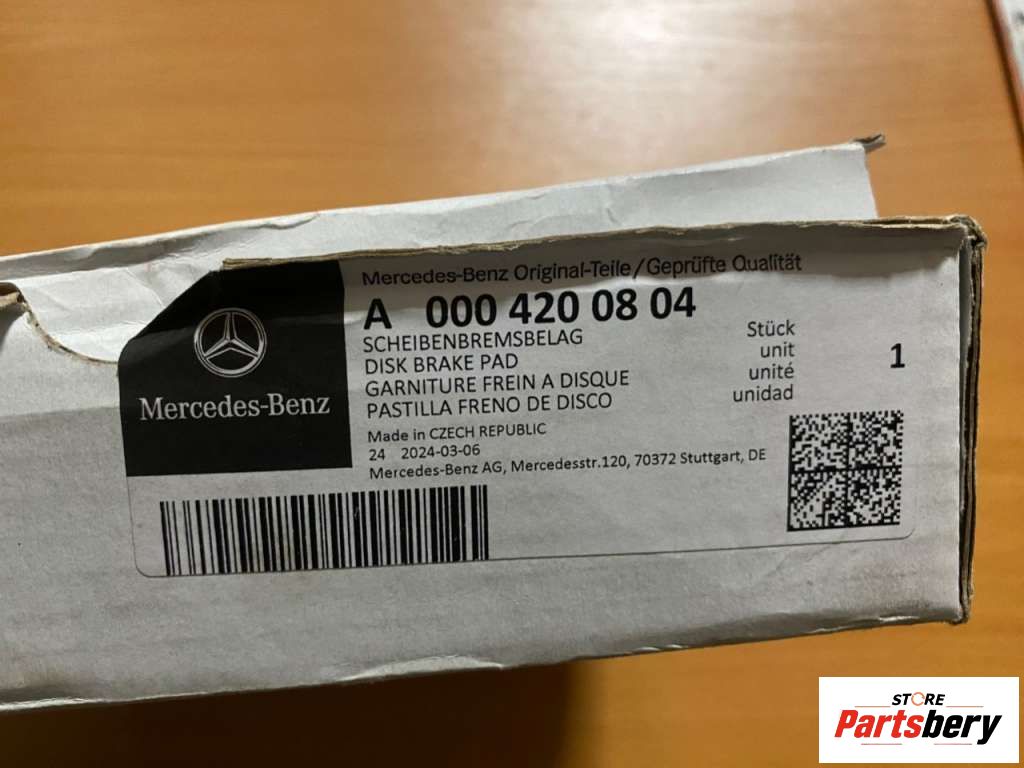 Mercedes-Benz Original-Teile/Geprüfte Qualität
A 000 420 08 04
SCHEIBENBREMSBELAG
DISK BRAKE PAD
GARNITURE FREIN A DISQUE
PASTILLA FRENO DE DISCO
Stück
unit
unité
unidad
1
Mercedes-Benz
Made in CZECH REPUBLIC
24 2024-03-06
Mercedes-Benz AG, Mercedesstr.120, 70372 Stuttgart, DE
STORE
Partsbery